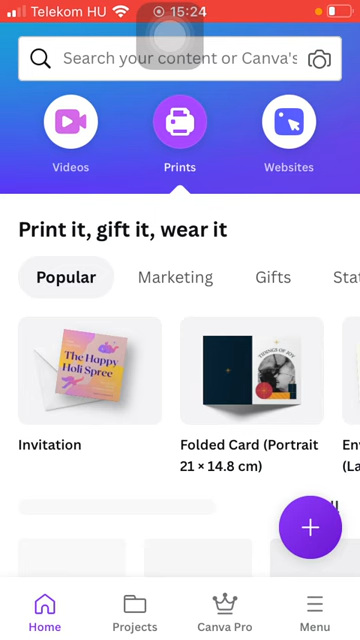 Telekom HU 15:24
Search your content or Canva's
Videos Prints Websites
Print it, gift it, wear it
Popular Marketing Gifts Sta
The Happy
Holi Spree
Invitation
Folded Card (Portrait
21 × 14.8 cm)
(La
Home Projects Canva Pro Menu